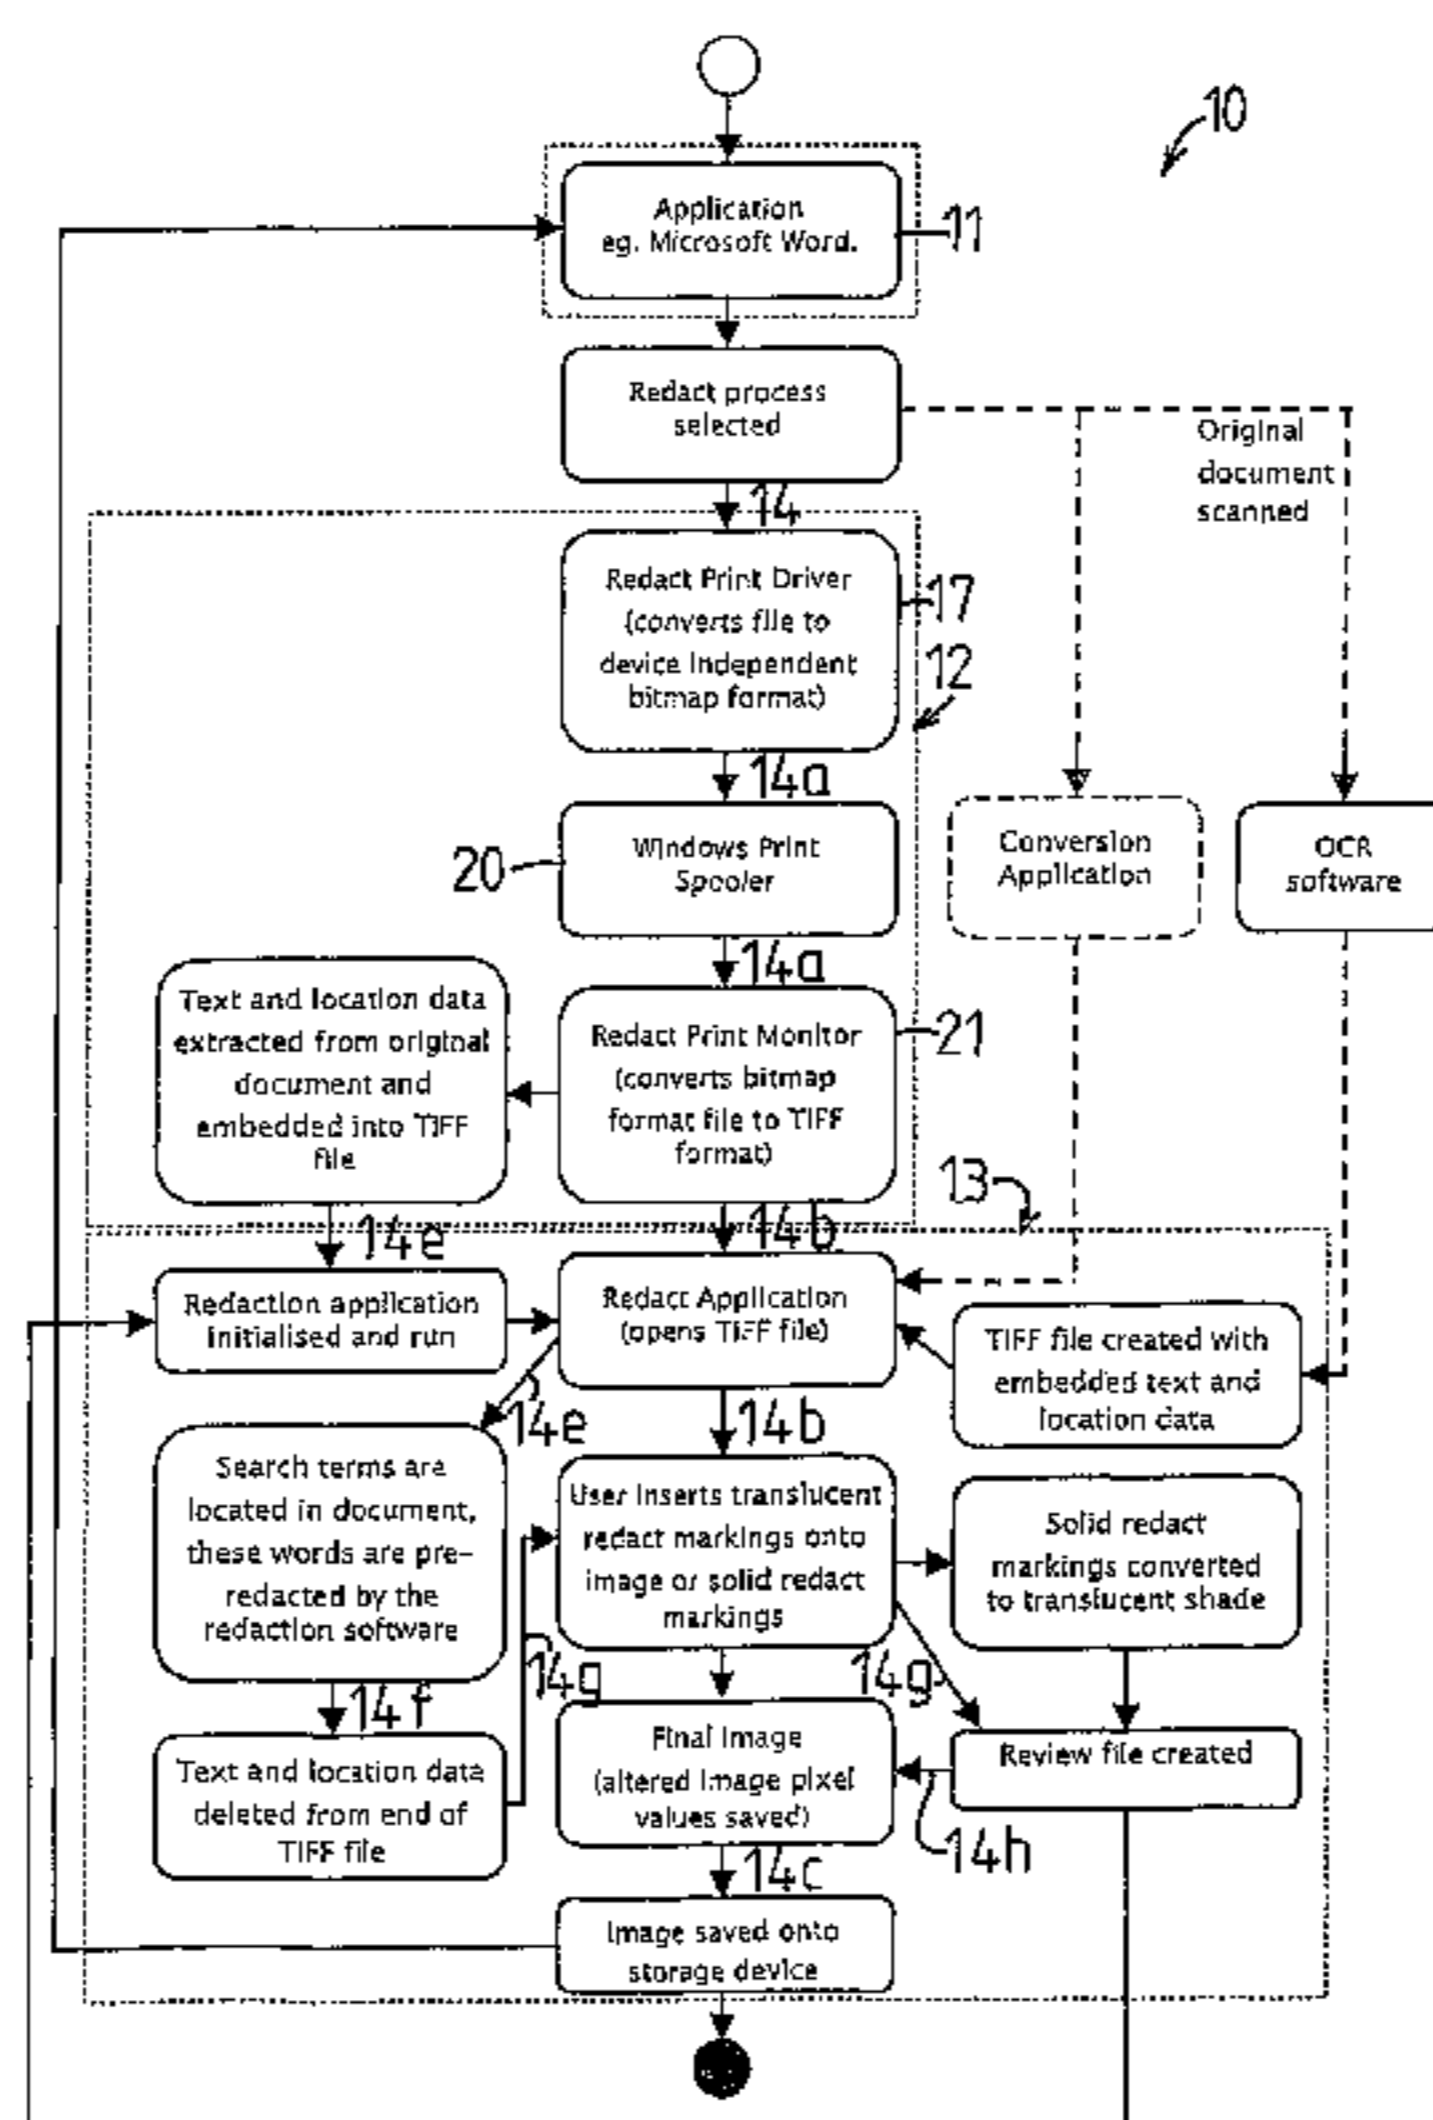 10
Application
eg. Microsoft Word.
11
Redact process
selected
Original
document
scanned
14
Redact Print Driver
(converts file to
device independent
bitmap format)
17
12
14a
Windows Print
Spooler
20
Conversion
Application
OCR
software
14a
Text and location data
extracted from original
document and
embedded into TIFF
file
Redact Print Monitor
(converts bitmap
format file to TIFF
format)
21
13
14e
14b
Redaction application
initialised and run
Redact Application
(opens TIFF file)
TIFF file created with
embedded text and
location data
14e
14b
Search terms are
located in document,
these words are pre-
redacted by the
redaction software
User inserts translucent
redact markings onto
image or solid redact
markings
Solid redact
markings converted
to translucent shade
14f
14g
14g
Text and location data
deleted from end of
TIFF file
Final image
(altered image pixel
values saved)
Review file created
14h
14c
Image saved onto
storage device